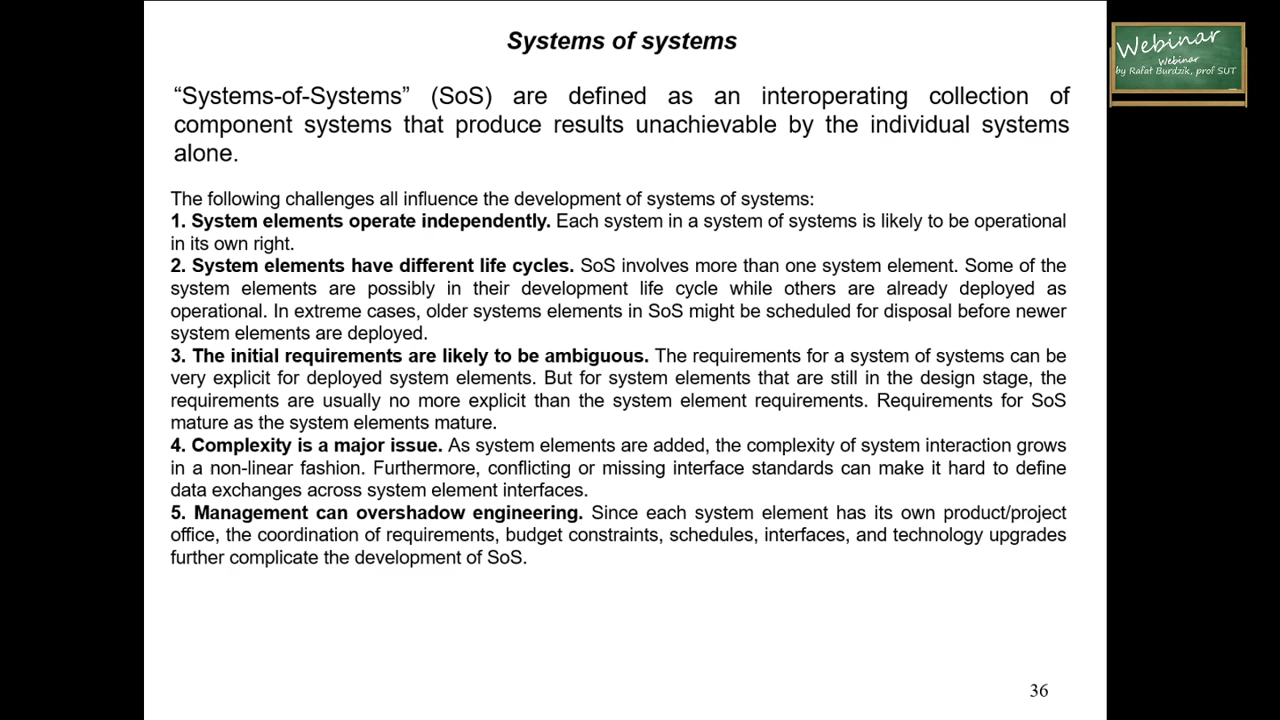 Systems of systems
“Systems-of-Systems” (SoS) are defined as an interoperating collection of
component systems that produce results unachievable by the individual systems
alone.
The following challenges all influence the development of systems of systems:
1. System elements operate independently. Each system in a system of systems is likely to be operational
in its own right.
2. System elements have different life cycles. SoS involves more than one system element. Some of the
system elements are possibly in their development life cycle while others are already deployed as
operational. In extreme cases, older systems elements in SoS might be scheduled for disposal before newer
system elements are deployed.
3. The initial requirements are likely to be ambiguous. The requirements for a system of systems can be
very explicit for deployed system elements. But for system elements that are still in the design stage, the
requirements are usually no more explicit than the system element requirements. Requirements for SoS
mature as the system elements mature.
4. Complexity is a major issue. As system elements are added, the complexity of system interaction grows
in a non-linear fashion. Furthermore, conflicting or missing interface standards can make it hard to define
data exchanges across system element interfaces.
5. Management can overshadow engineering. Since each system element has its own product/project
office, the coordination of requirements, budget constraints, schedules, interfaces, and technology upgrades
further complicate the development of SoS.
36
Webinar
Webinar
by Rafał Burdzik, prof SUT